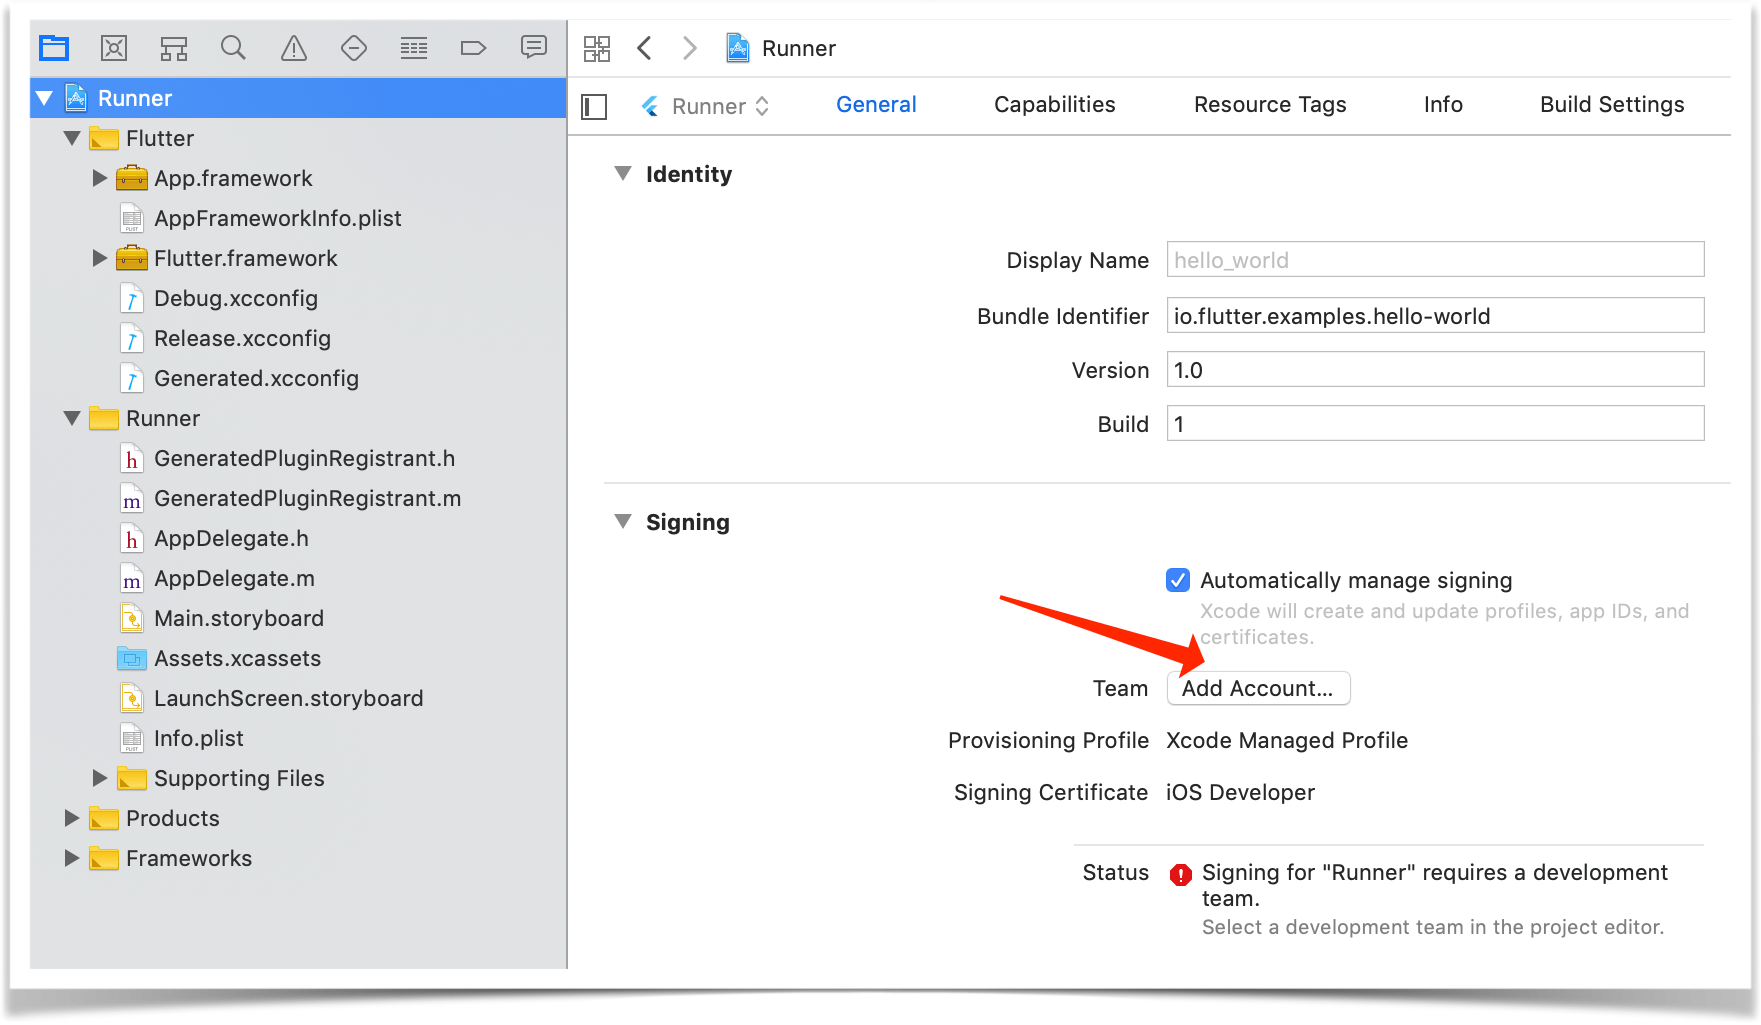 Runner
Flutter
App.framework
AppFrameworkInfo.plist
Flutter.framework
Debug.xcconfig
Release.xcconfig
Generated.xcconfig
Runner
GeneratedPluginRegistrant.h
GeneratedPluginRegistrant.m
AppDelegate.h
AppDelegate.m
Main.storyboard
Assets.xcassets
LaunchScreen.storyboard
Info.plist
Supporting Files
Products
Frameworks
Runner
Runner General Capabilities Resource Tags Info Build Settings
Identity
Display Name hello_world
Bundle Identifier io.flutter.examples.hello-world
Version 1.0
Build 1
Signing
Automatically manage signing
Xcode will create and update profiles, app IDs, and
certificates.
Team Add Account...
Provisioning Profile Xcode Managed Profile
Signing Certificate iOS Developer
Status Signing for "Runner" requires a development
team.
Select a development team in the project editor.